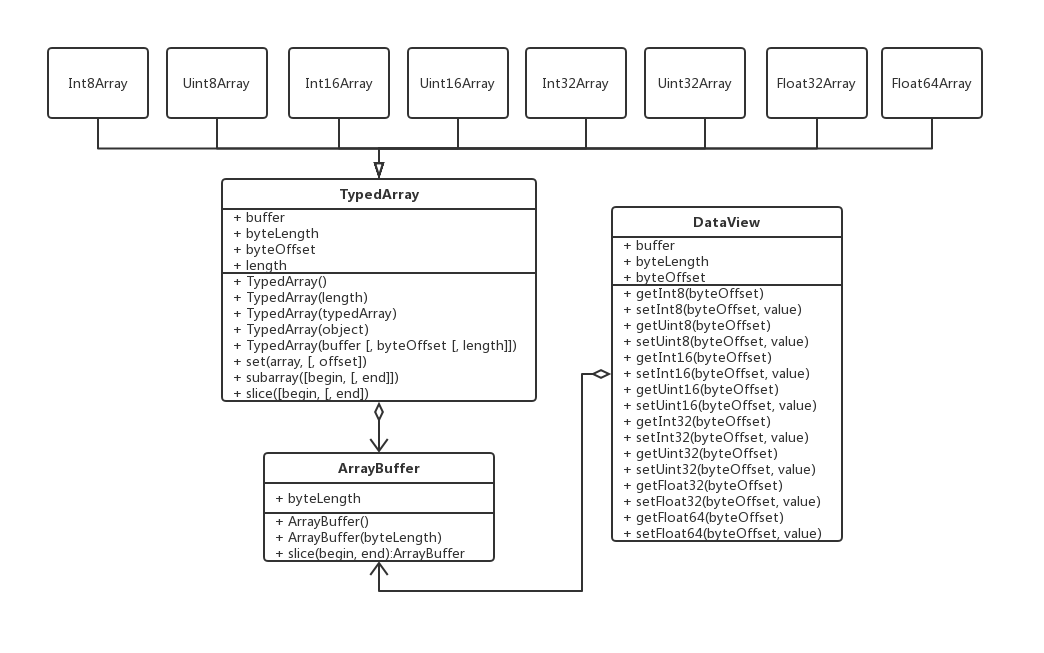 Int8Array
Uint8Array
Int16Array
Uint16Array
Int32Array
Uint32Array
Float32Array
Float64Array
TypedArray
+ buffer
+ byteLength
+ byteOffset
+ length
+ TypedArray()
+ TypedArray(length)
+ TypedArray(typedArray)
+ TypedArray(object)
+ TypedArray(buffer [, byteOffset [, length]])
+ set(array, [, offset])
+ subarray([begin, [, end]])
+ slice([begin, [, end])
DataView
+ buffer
+ byteLength
+ byteOffset
+ getInt8(byteOffset)
+ setInt8(byteOffset, value)
+ getUint8(byteOffset)
+ setUint8(byteOffset, value)
+ getInt16(byteOffset)
+ setInt16(byteOffset, value)
+ getUint16(byteOffset)
+ setUint16(byteOffset, value)
+ getInt32(byteOffset)
+ setInt32(byteOffset, value)
+ getUint32(byteOffset)
+ setUint32(byteOffset, value)
+ getFloat32(byteOffset)
+ setFloat32(byteOffset, value)
+ getFloat64(byteOffset)
+ setFloat64(byteOffset, value)
ArrayBuffer
+ byteLength
+ ArrayBuffer()
+ ArrayBuffer(byteLength)
+ slice(begin, end):ArrayBuffer